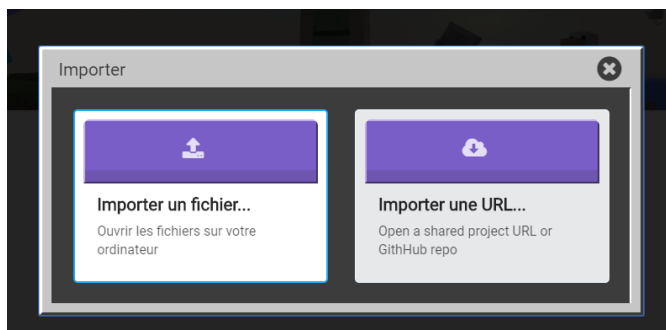 Importer
Importer un fichier...
Ouvrir les fichiers sur votre
ordinateur
Importer une URL...
Open a shared project URL or
GithHub repo